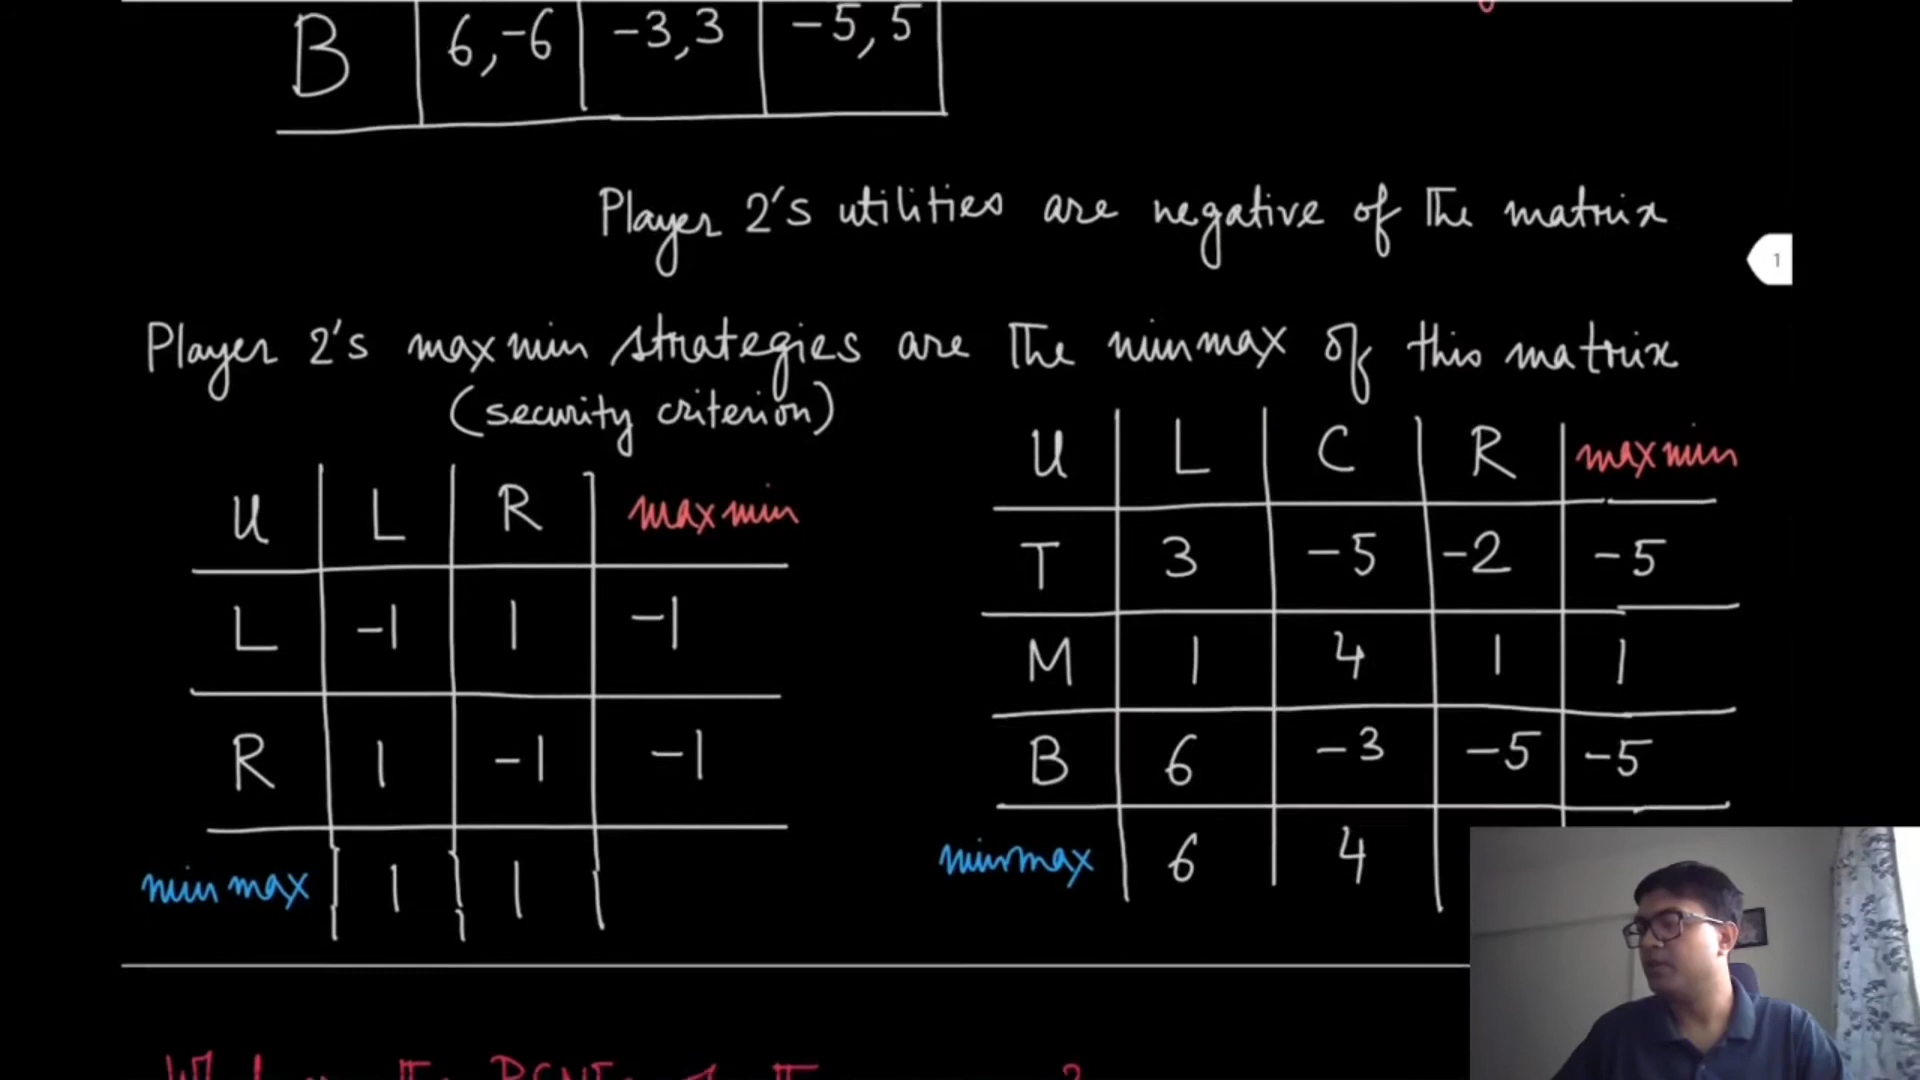 B 6,-6 -3,3 -5,5
Player 2's utilities are negative of the matrix
1
Player 2's maxmin strategies are the minmax of this matrix
(security criterion)
u L R maxmin
L -1 1 -1
R 1 -1 -1
minmax 1 1
u L C R maxmin
T 3 -5 -2 -5
M 1 4 1 1
B 6 -3 -5 -5
minmax 6 4